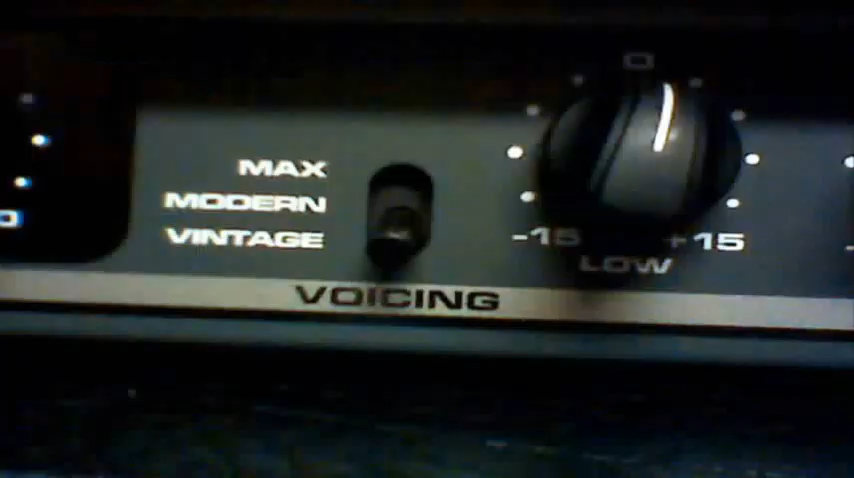 MAX
MODERN
VINTAGE
VOICING
0
-15 +15
LOW